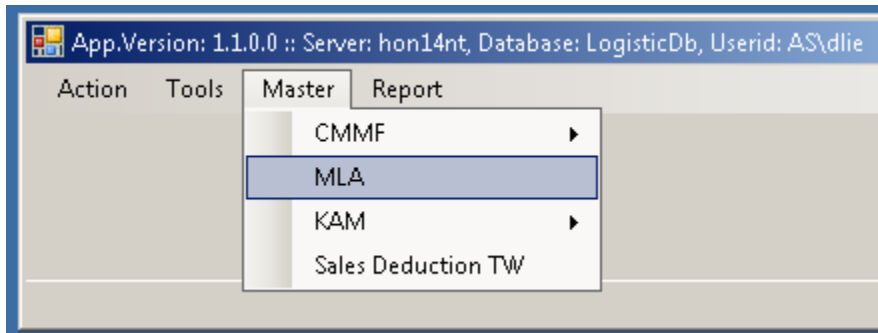 App.Version: 1.1.0.0 :: Server: hon14nt, Database: LogisticDb, Userid: AS\dlie
Action Tools Master Report
CMMF
MLA
KAM
Sales Deduction TW